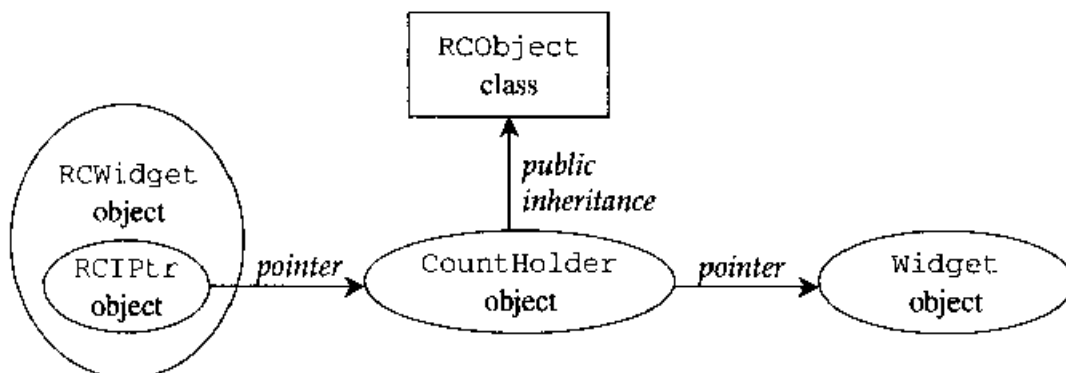 RCObject
class
public
inheritance
RCWidget
object
RCIPtr
object
pointer
CountHolder
object
pointer
Widget
object